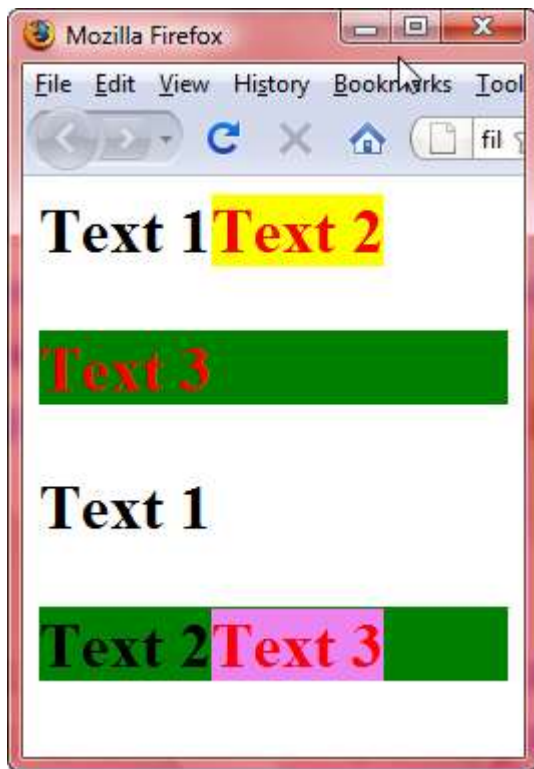 Mozilla Firefox
File Edit View History Bookmarks Tool
fil
Text 1Text 2
Text 3
Text 1
Text 2Text 3